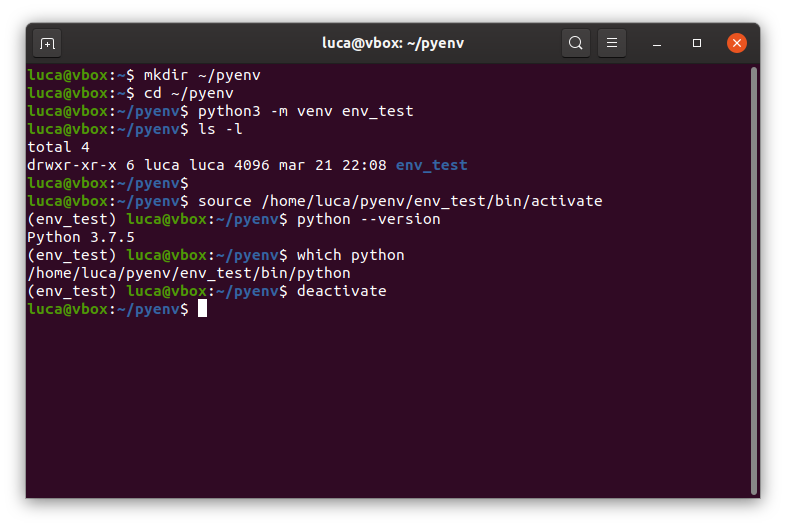 luca@vbox: ~/pyenv
luca@vbox:~$ mkdir ~/pyenv
luca@vbox:~$ cd ~/pyenv
luca@vbox:~/pyenv$ python3 -m venv env_test
luca@vbox:~/pyenv$ ls -l
total 4
drwxr-xr-x 6 luca luca 4096 mar 21 22:08 env_test
luca@vbox:~/pyenv$
luca@vbox:~/pyenv$ source /home/luca/pyenv/env_test/bin/activate
(env_test) luca@vbox:~/pyenv$ python --version
Python 3.7.5
(env_test) luca@vbox:~/pyenv$ which python
/home/luca/pyenv/env_test/bin/python
(env_test) luca@vbox:~/pyenv$ deactivate
luca@vbox:~/pyenv$